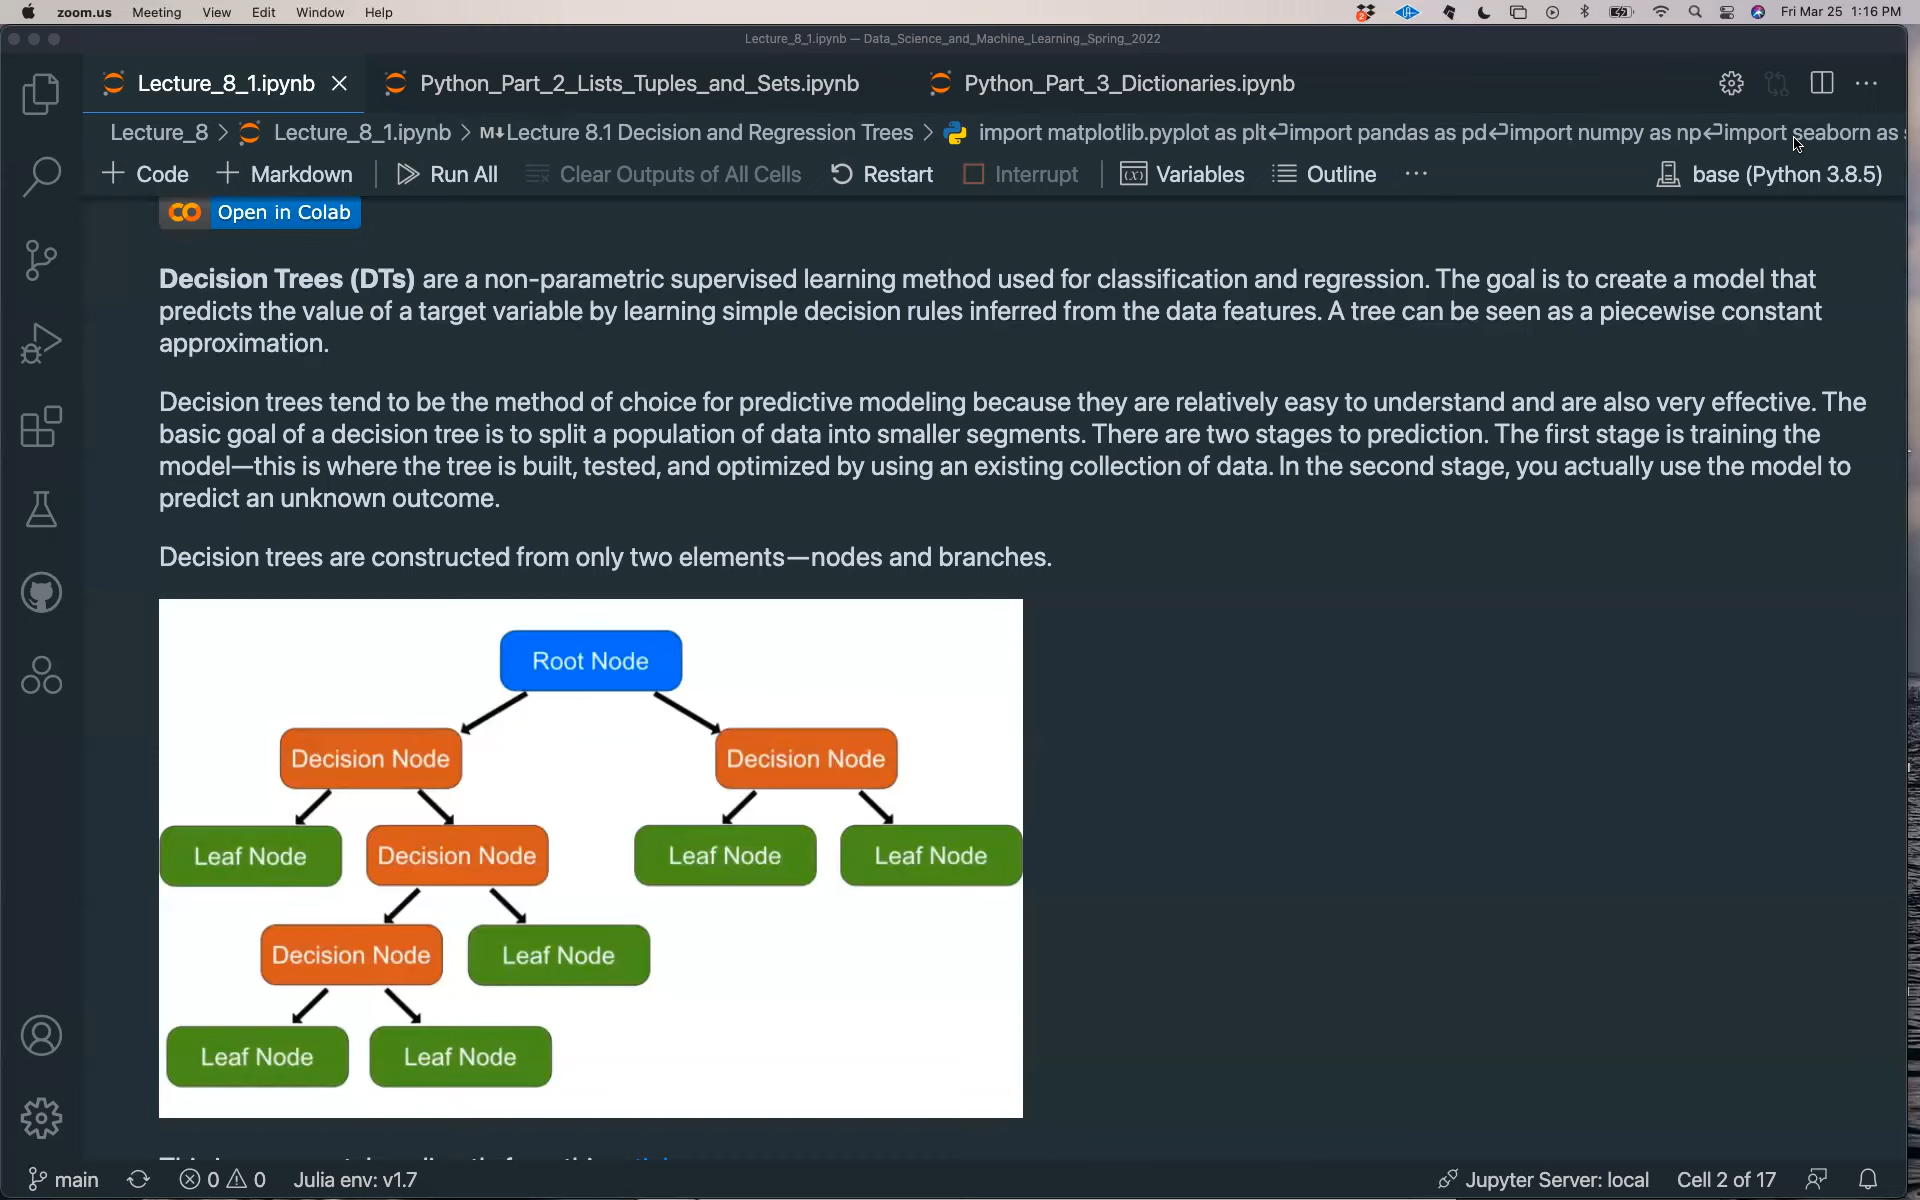 zoom.us Meeting View Edit Window Help Fri Mar 25 1:16 PM
Lecture_8_1.ipynb — Data_Science_and_Machine_Learning_Spring_2022
Lecture_8_1.ipynb Python_Part_2_Lists_Tuples_and_Sets.ipynb Python_Part_3_Dictionaries.ipynb
Lecture_8 > Lecture_8_1.ipynb > M↓Lecture 8.1 Decision and Regression Trees > import matplotlib.pyplot as plt↵import pandas as pd↵import numpy as np↵import seaborn as
+ Code + Markdown Run All Clear Outputs of All Cells Restart Interrupt Variables Outline ··· base (Python 3.8.5)
CO Open in Colab
Decision Trees (DTs) are a non-parametric supervised learning method used for classification and regression. The goal is to create a model that
predicts the value of a target variable by learning simple decision rules inferred from the data features. A tree can be seen as a piecewise constant
approximation.
Decision trees tend to be the method of choice for predictive modeling because they are relatively easy to understand and are also very effective. The
basic goal of a decision tree is to split a population of data into smaller segments. There are two stages to prediction. The first stage is training the
model—this is where the tree is built, tested, and optimized by using an existing collection of data. In the second stage, you actually use the model to
predict an unknown outcome.
Decision trees are constructed from only two elements—nodes and branches.
Root Node
Decision Node Decision Node
Leaf Node Decision Node Leaf Node Leaf Node
Decision Node Leaf Node
Leaf Node Leaf Node
main 0 0 Julia env: v1.7 Jupyter Server: local Cell 2 of 17